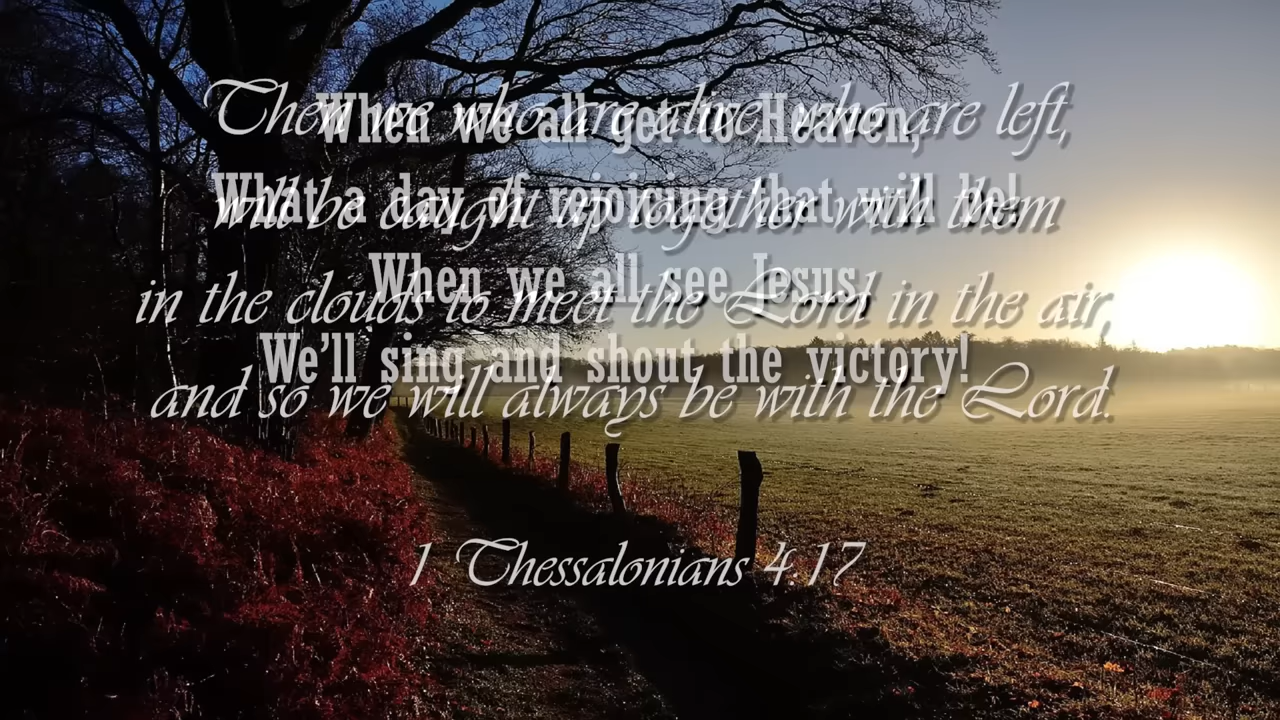 Then we who are alive, who are left,
will be caught up together with them
in the clouds to meet the Lord in the air,
and so we will always be with the Lord.
1 Thessalonians 4:17
When we all get to Heaven,
What a day of rejoicing that will be!
When we all see Jesus,
We'll sing and shout the victory!